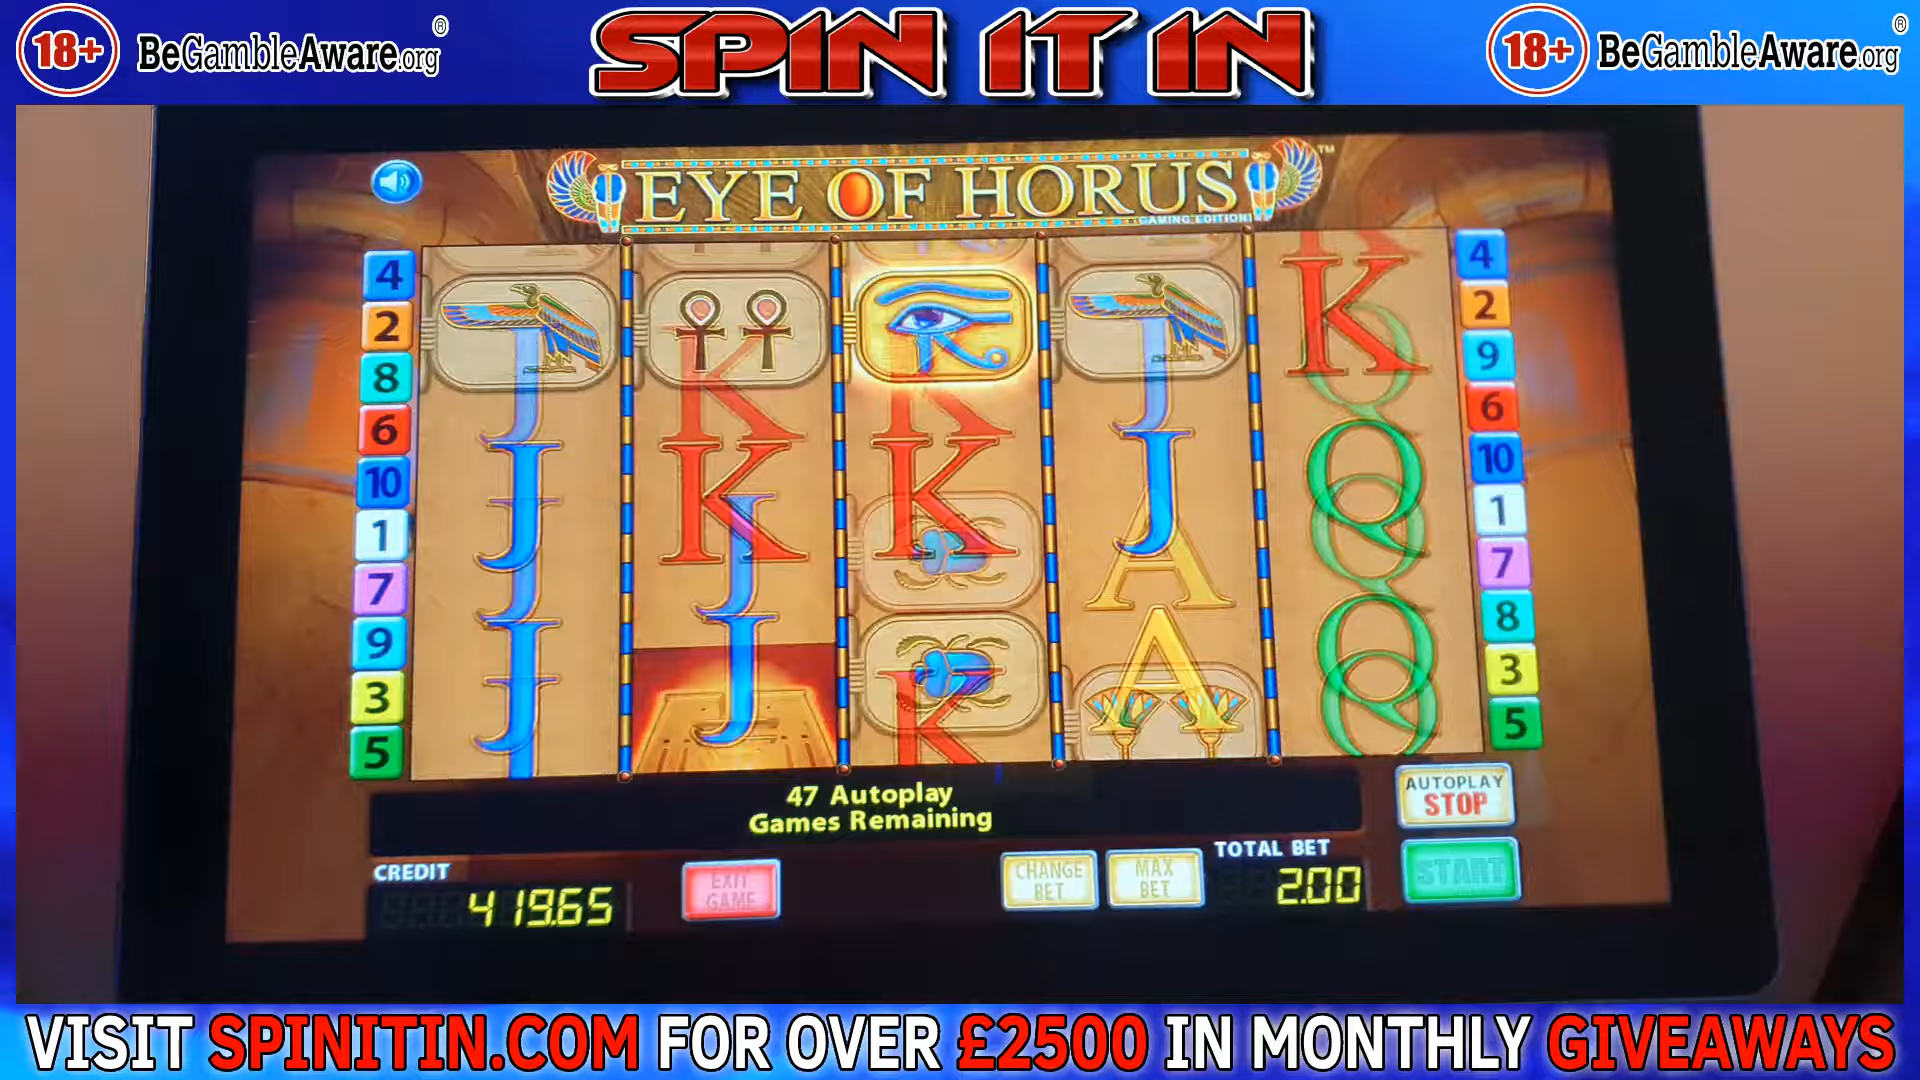 18+ BeGambleAware.org®
SPIN IT IN
18+ BeGambleAware.org®
EYE OF HORUS™
GAMING EDITION
4
2
8
6
10
1
7
9
3
5
K
J
K
K
J
A
Q
J
J
K
A
Q
4
2
9
6
10
1
7
8
3
5
47 Autoplay
Games Remaining
AUTOPLAY
STOP
CREDIT
419.65
EXIT
GAME
CHANGE
BET
MAX
BET
TOTAL BET
2.00
START
VISIT SPINITIN.COM FOR OVER £2500 IN MONTHLY GIVEAWAYS